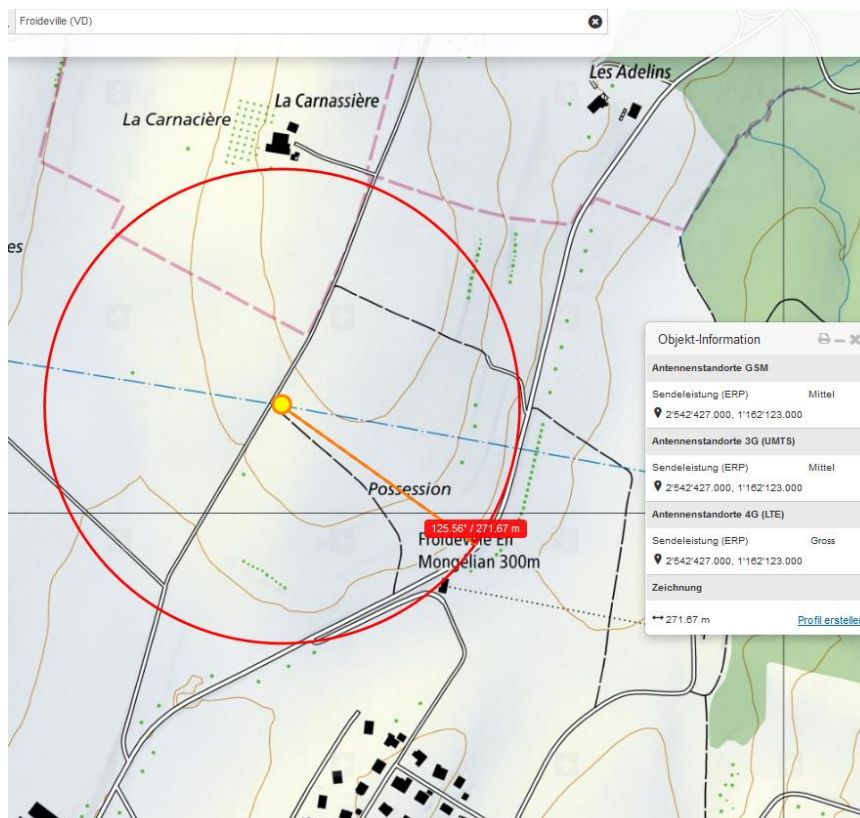 Froideville (VD)
Les Adelins
La Carnassière
La Carnacière
es
Possession
125.56° / 271.67 m
Froideville En
Mongélian 300m
Objekt-Information
Antennenstandorte GSM
Sendeleistung (ERP) Mittel
2'542'427.000, 1'162'123.000
Antennenstandorte 3G (UMTS)
Sendeleistung (ERP) Mittel
2'542'427.000, 1'162'123.000
Antennenstandorte 4G (LTE)
Sendeleistung (ERP) Gross
2'542'427.000, 1'162'123.000
Zeichnung
271.67 m Profil erstellen